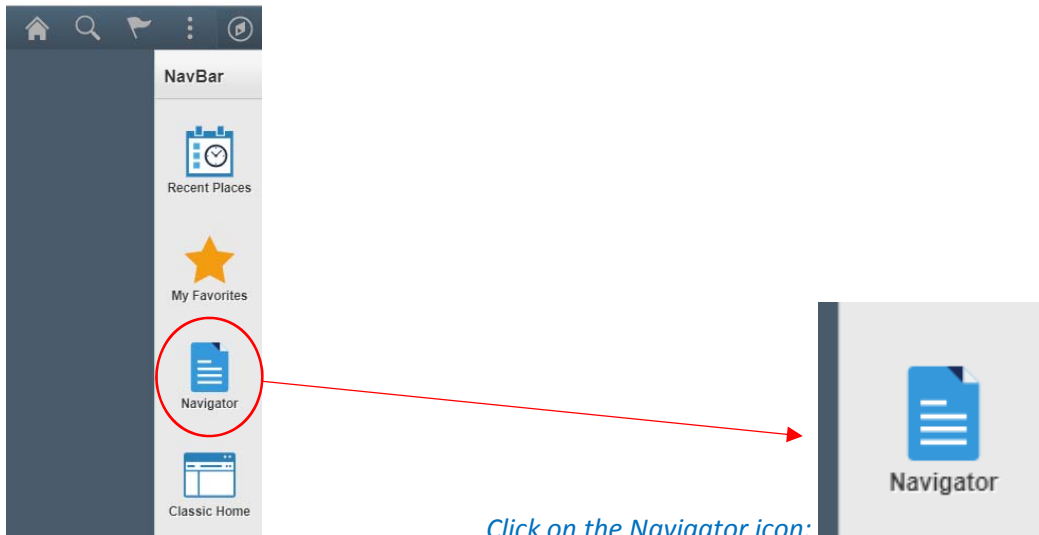 NavBar
Recent Places
My Favorites
Navigator
Classic Home
Click on the Navigator icon:
Navigator